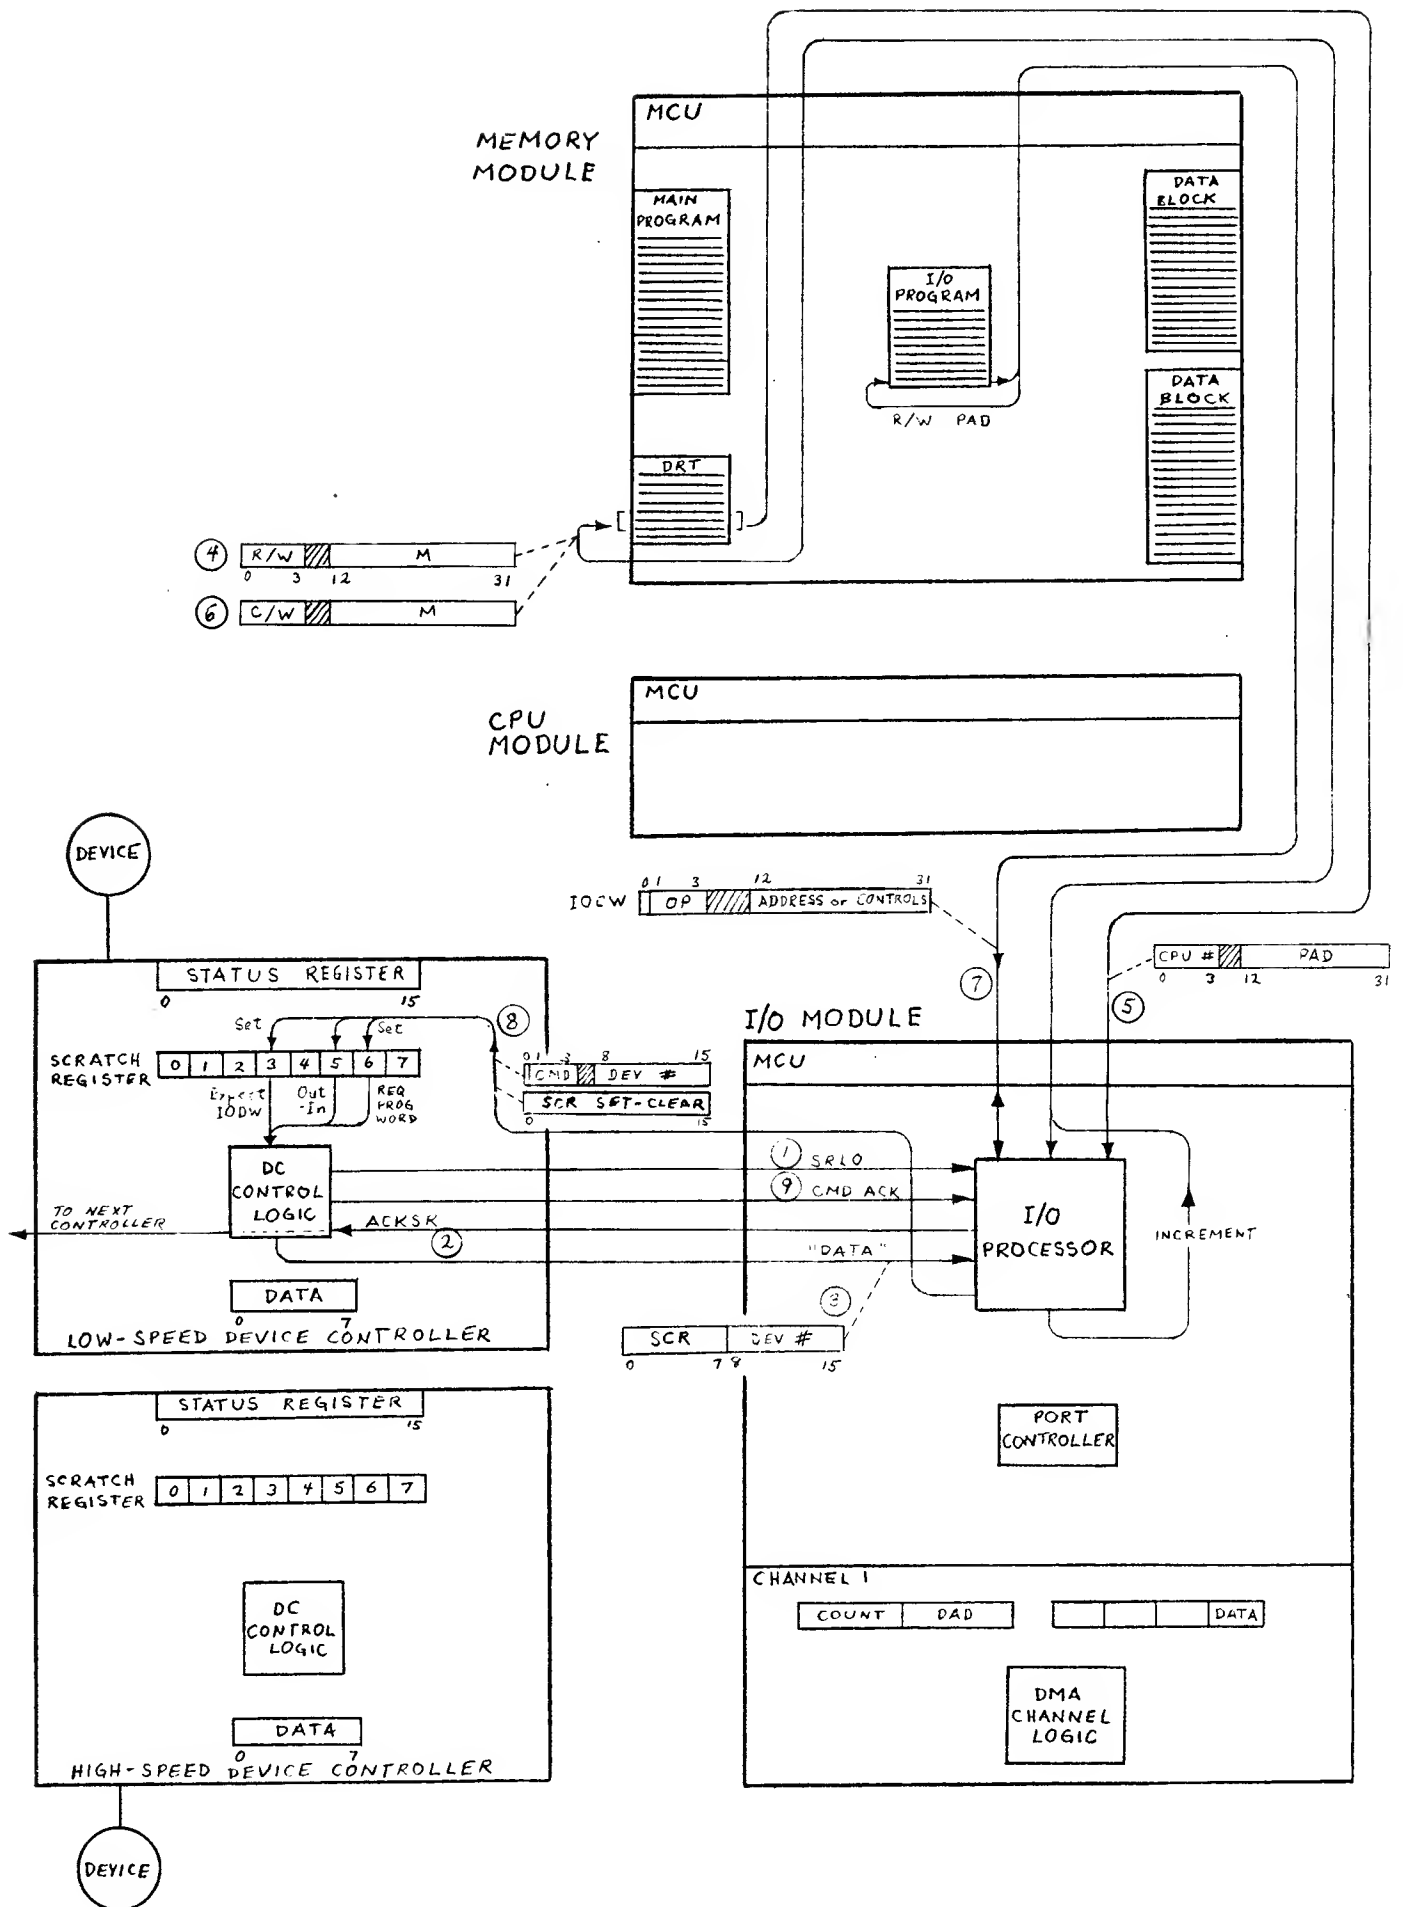 MCU
MEMORY
MODULE
MAIN
PROGRAM
DATA
BLOCK
I/O
PROGRAM
DATA
BLOCK
R/W PAD
DRT
4 R/W M
0 3 12 31
6 C/W M
MCU
CPU
MODULE
DEVICE
0 1 3 12 31
IOCW OP ADDRESS or CONTROLS
CPU # PAD
0 3 12 31
7
5
STATUS REGISTER
0 15
Set Set
8
SCRATCH
REGISTER
0 1 2 3 4 5 6 7
Expect
IODW
Out
-In
REQ
PROG
WORD
0 1 3 8 15
CMD DEV #
SCR SET-CLEAR
0 15
I/O MODULE
MCU
DC
CONTROL
LOGIC
1 SRLO
9 CMD ACK
TO NEXT
CONTROLLER
ACKSK
2
"DATA"
I/O
PROCESSOR
INCREMENT
DATA
0 7
LOW-SPEED DEVICE CONTROLLER
3
SCR DEV #
0 7 8 15
STATUS REGISTER
0 15
SCRATCH
REGISTER
0 1 2 3 4 5 6 7
PORT
CONTROLLER
DC
CONTROL
LOGIC
CHANNEL 1
COUNT DAD DATA
DMA
CHANNEL
LOGIC
DATA
0 7
HIGH-SPEED DEVICE CONTROLLER
DEVICE